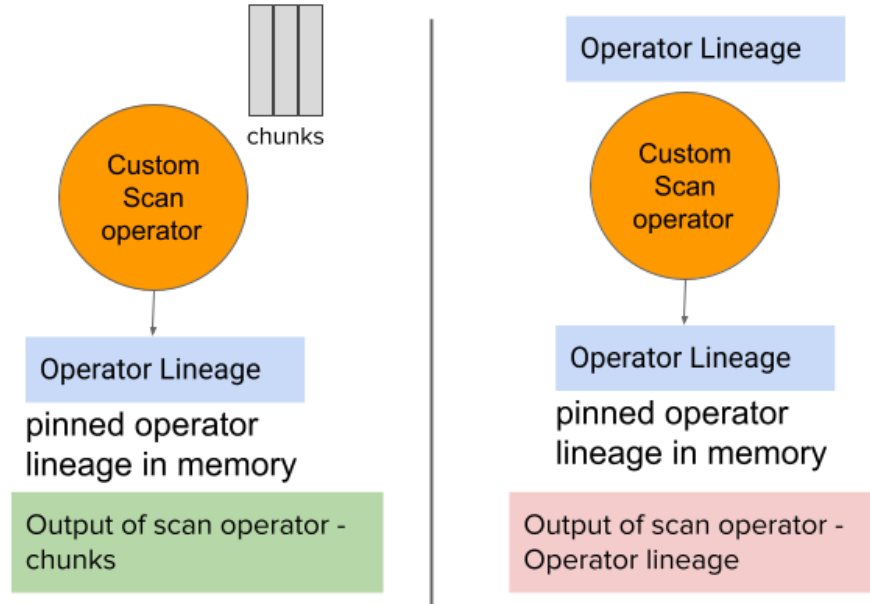 chunks
Custom
Scan
operator
Operator Lineage
pinned operator
lineage in memory
Output of scan operator -
chunks
Operator Lineage
Custom
Scan
operator
Operator Lineage
pinned operator
lineage in memory
Output of scan operator -
Operator lineage